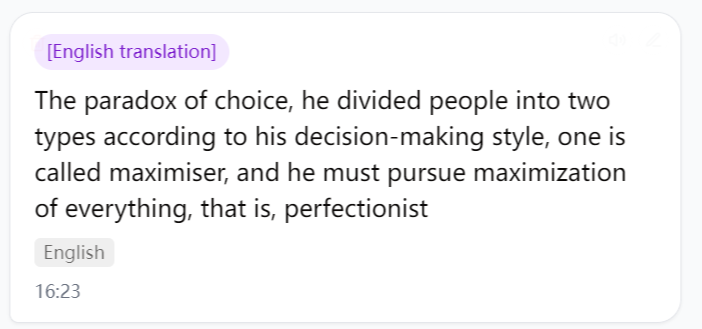 [English translation]
The paradox of choice, he divided people into two
types according to his decision-making style, one is
called maximiser, and he must pursue maximization
of everything, that is, perfectionist
English
16:23